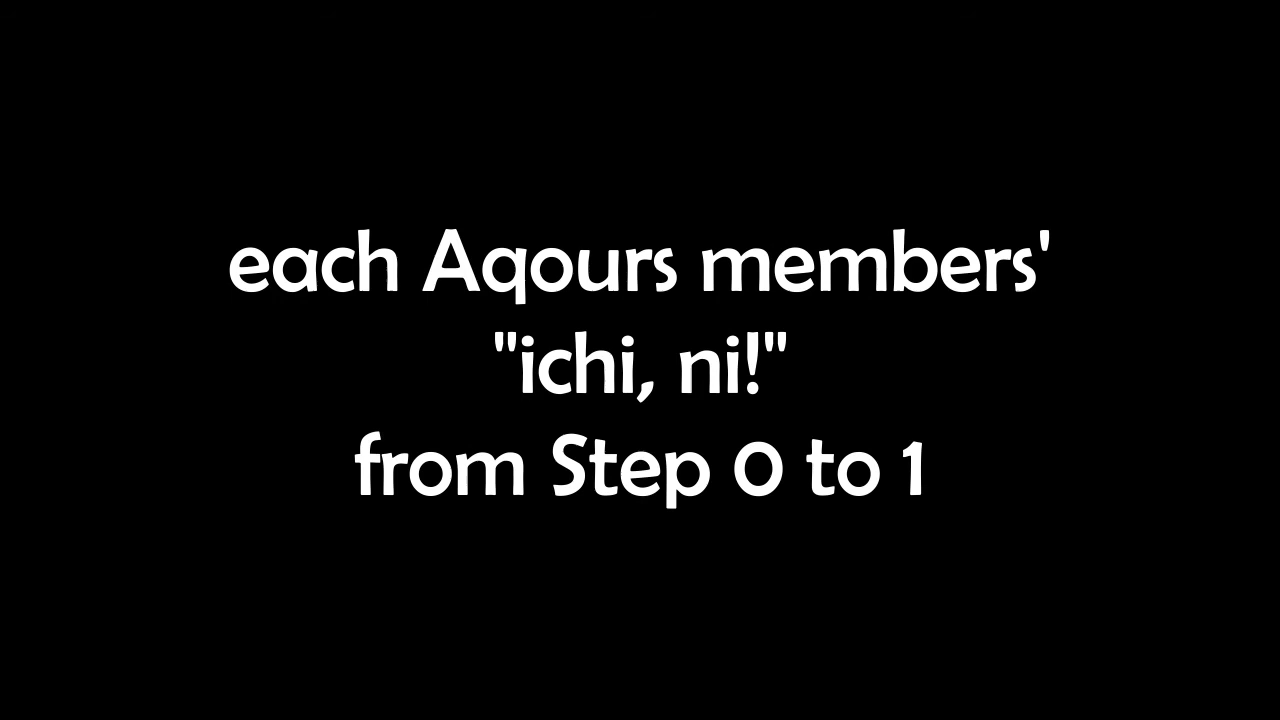 each Aqours members'
"ichi, ni!"
from Step 0 to 1